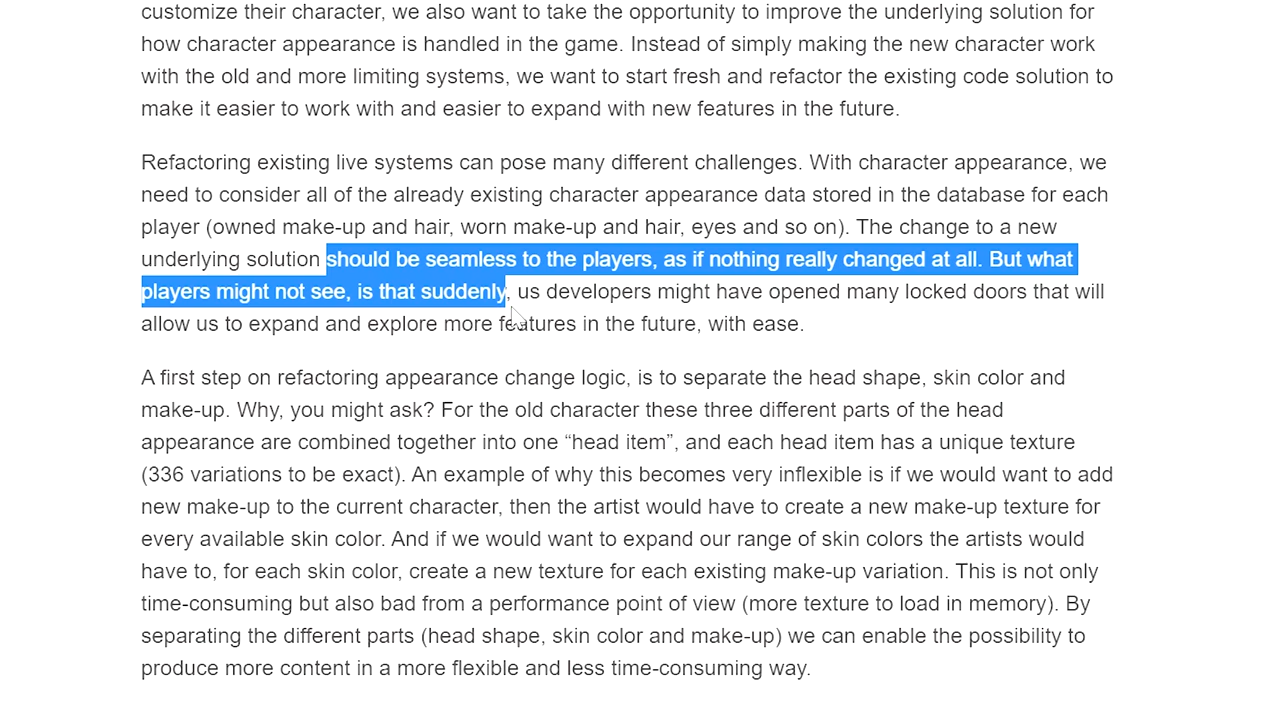 customize their character, we also want to take the opportunity to improve the underlying solution for
how character appearance is handled in the game. Instead of simply making the new character work
with the old and more limiting systems, we want to start fresh and refactor the existing code solution to
make it easier to work with and easier to expand with new features in the future.
Refactoring existing live systems can pose many different challenges. With character appearance, we
need to consider all of the already existing character appearance data stored in the database for each
player (owned make-up and hair, worn make-up and hair, eyes and so on). The change to a new
underlying solution should be seamless to the players, as if nothing really changed at all. But what
players might not see, is that suddenly, us developers might have opened many locked doors that will
allow us to expand and explore more features in the future, with ease.
A first step on refactoring appearance change logic, is to separate the head shape, skin color and
make-up. Why, you might ask? For the old character these three different parts of the head
appearance are combined together into one “head item”, and each head item has a unique texture
(336 variations to be exact). An example of why this becomes very inflexible is if we would want to add
new make-up to the current character, then the artist would have to create a new make-up texture for
every available skin color. And if we would want to expand our range of skin colors the artists would
have to, for each skin color, create a new texture for each existing make-up variation. This is not only
time-consuming but also bad from a performance point of view (more texture to load in memory). By
separating the different parts (head shape, skin color and make-up) we can enable the possibility to
produce more content in a more flexible and less time-consuming way.